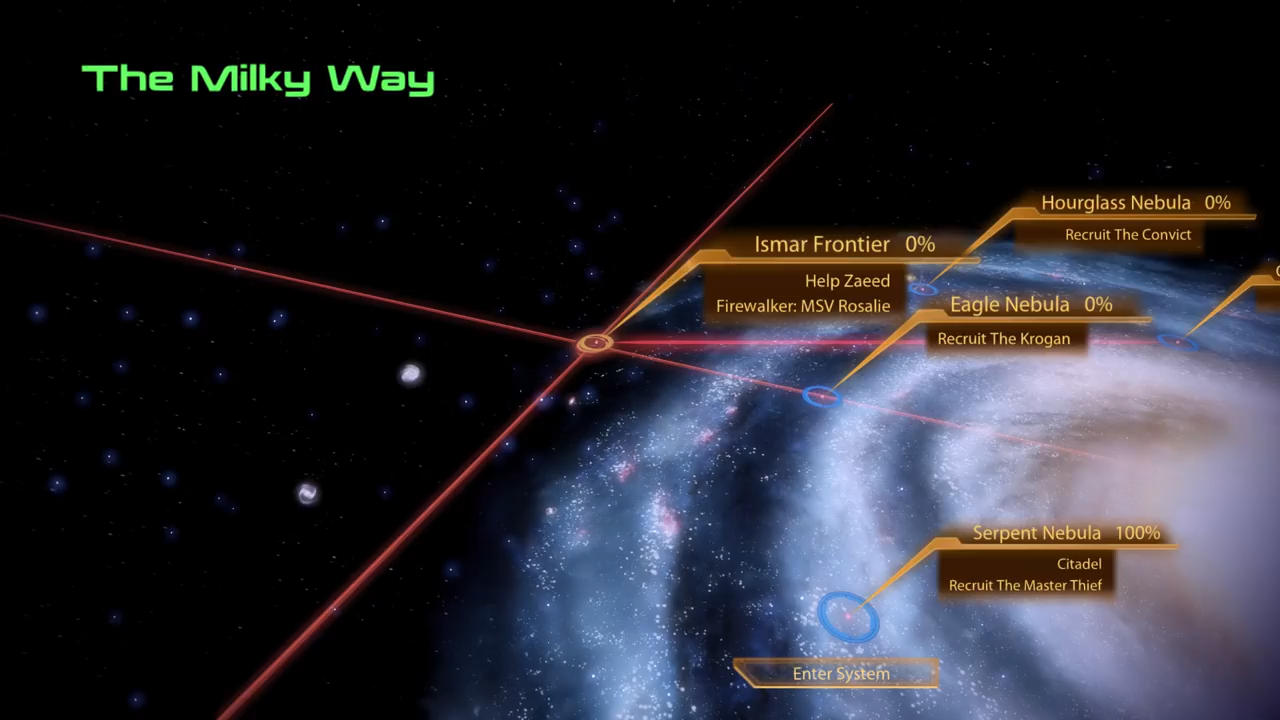 The Milky Way
Hourglass Nebula 0%
Recruit The Convict
Ismar Frontier 0%
Help Zaeed
Firewalker: MSV Rosalie
Eagle Nebula 0%
Recruit The Krogan
Serpent Nebula 100%
Citadel
Recruit The Master Thief
Enter System